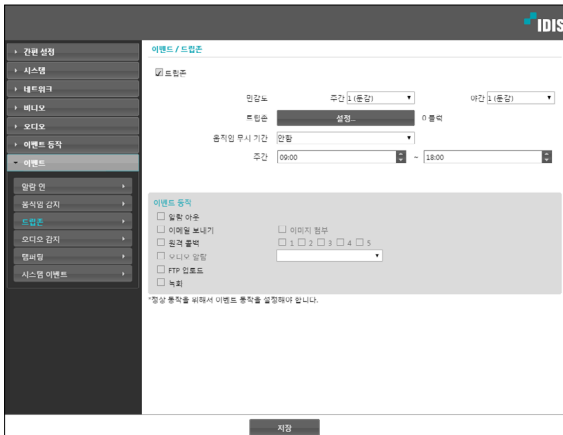 IDIS
간편 설정
시스템
네트워크
비디오
오디오
이벤트 동작
이벤트
알람 인
움직임 감지
트립존
오디오 감지
탬퍼링
시스템 이벤트
이벤트 / 트립존
트립존
민감도 주간 1 (둔감) 야간 1 (둔감)
트립존 설정... 0 블럭
움직임 무시 기간 안함
주간 09:00 ~ 18:00
이벤트 동작
알람 아웃
이메일 보내기 이미지 첨부
원격 콜백 1 2 3 4 5
오디오 알람
FTP 업로드
녹화
*정상 동작을 위해서 이벤트 동작을 설정해야 합니다.
저장